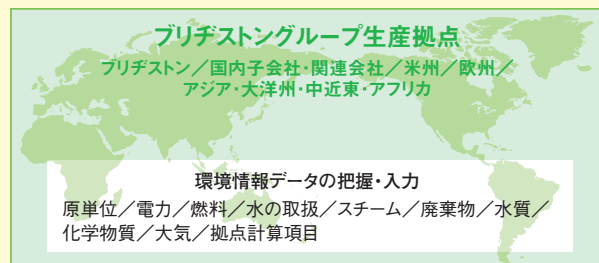 ブリヂストングループ生産拠点
ブリヂストン／国内子会社・関連会社／米州／欧州／
アジア・大洋州・中近東・アフリカ
環境情報データの把握・入力
原単位／電力／燃料／水の取扱／スチーム／廃棄物／水質／
化学物質／大気／拠点計算項目